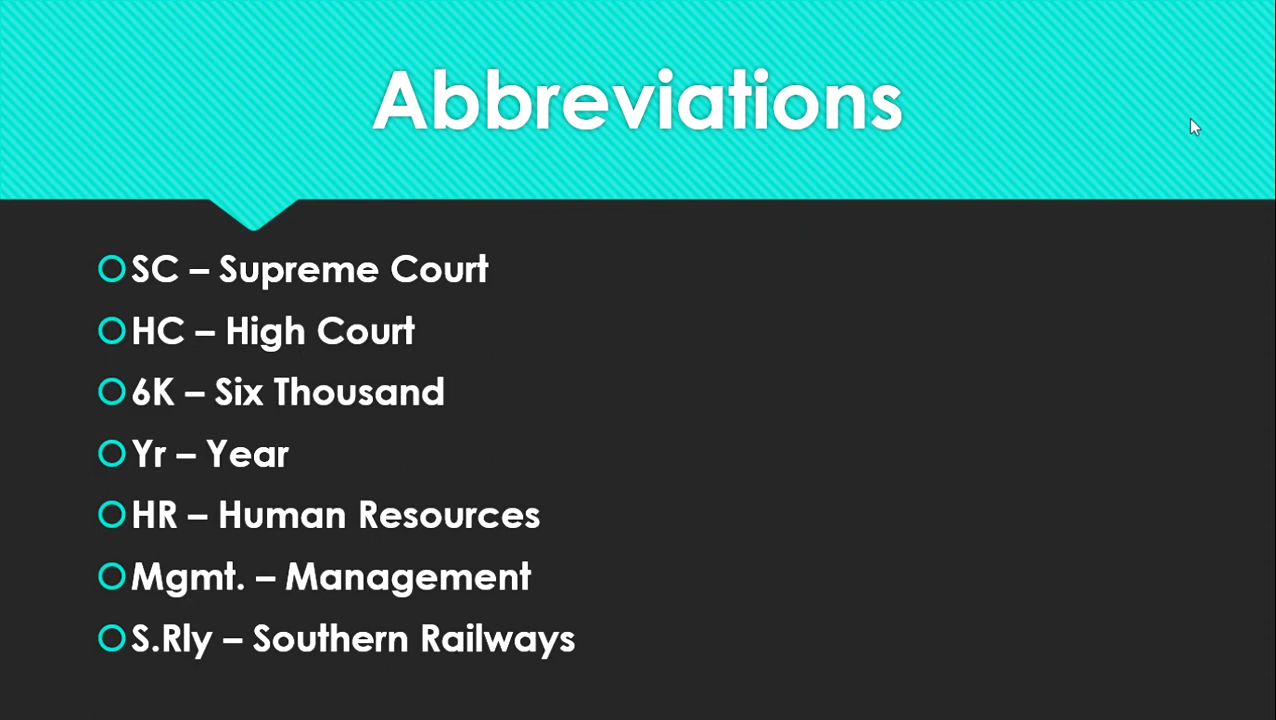 Abbreviations
SC – Supreme Court
HC – High Court
6K – Six Thousand
Yr – Year
HR – Human Resources
Mgmt. – Management
S.Rly – Southern Railways